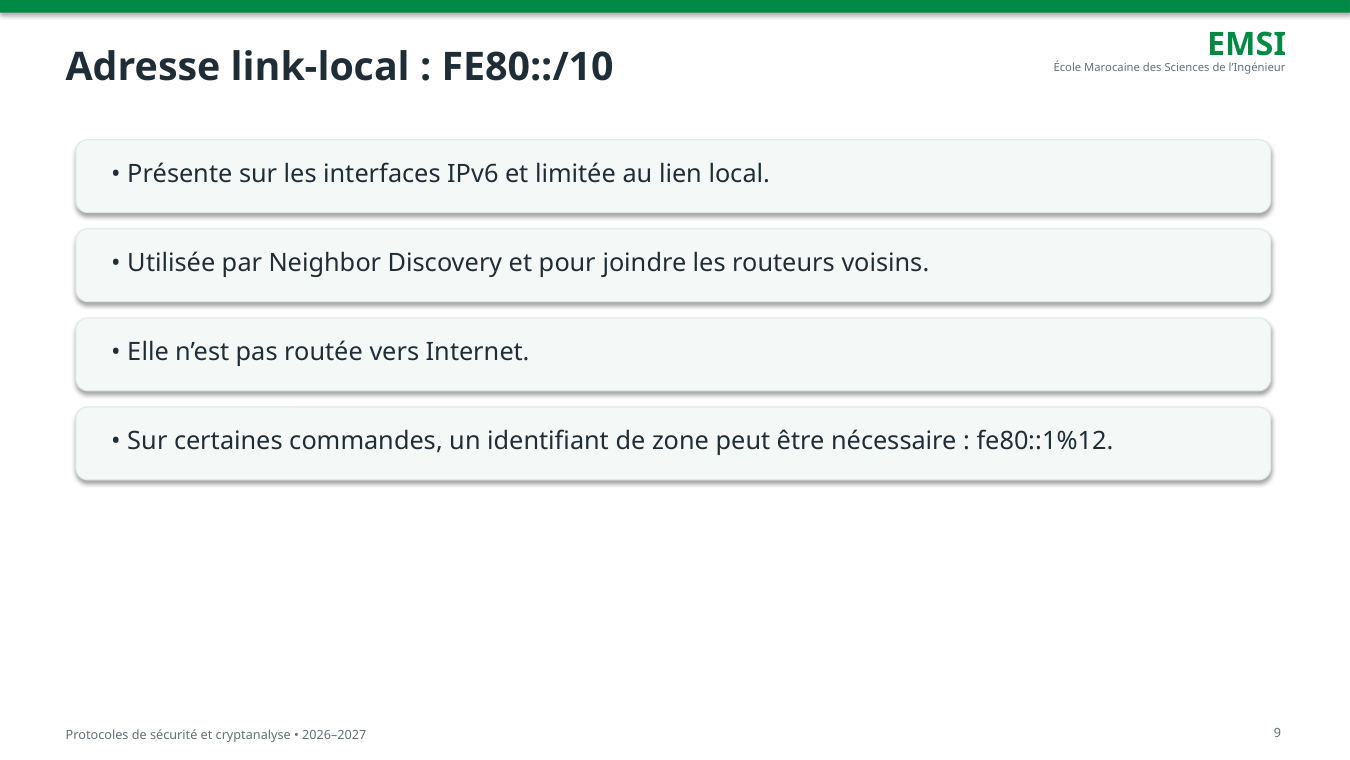 Adresse link-local : FE80::/10
EMSI
École Marocaine des Sciences de l’Ingénieur
• Présente sur les interfaces IPv6 et limitée au lien local.
• Utilisée par Neighbor Discovery et pour joindre les routeurs voisins.
• Elle n’est pas routée vers Internet.
• Sur certaines commandes, un identifiant de zone peut être nécessaire : fe80::1%12.
Protocoles de sécurité et cryptanalyse • 2026–2027
9